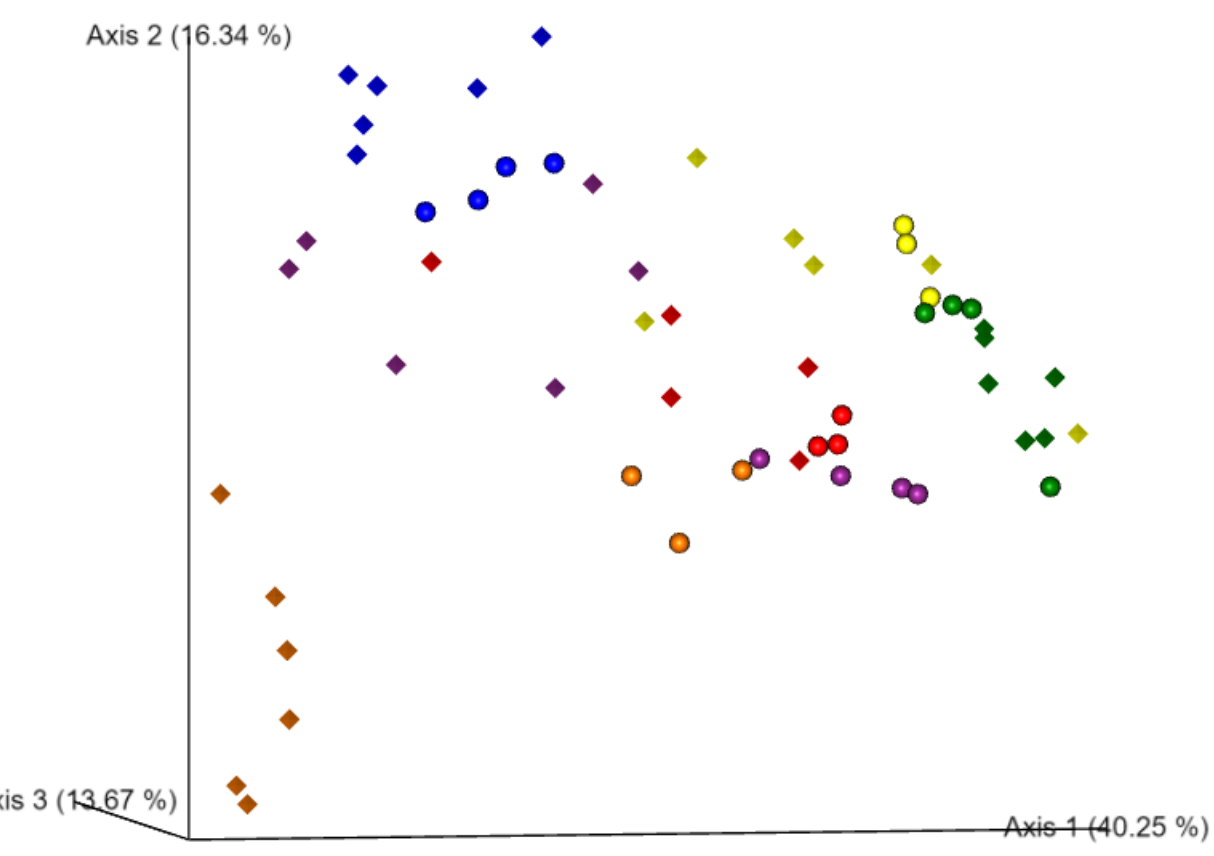 Axis 2 (16.34 %)
xis 3 (13.67 %)
Axis 1 (40.25 %)